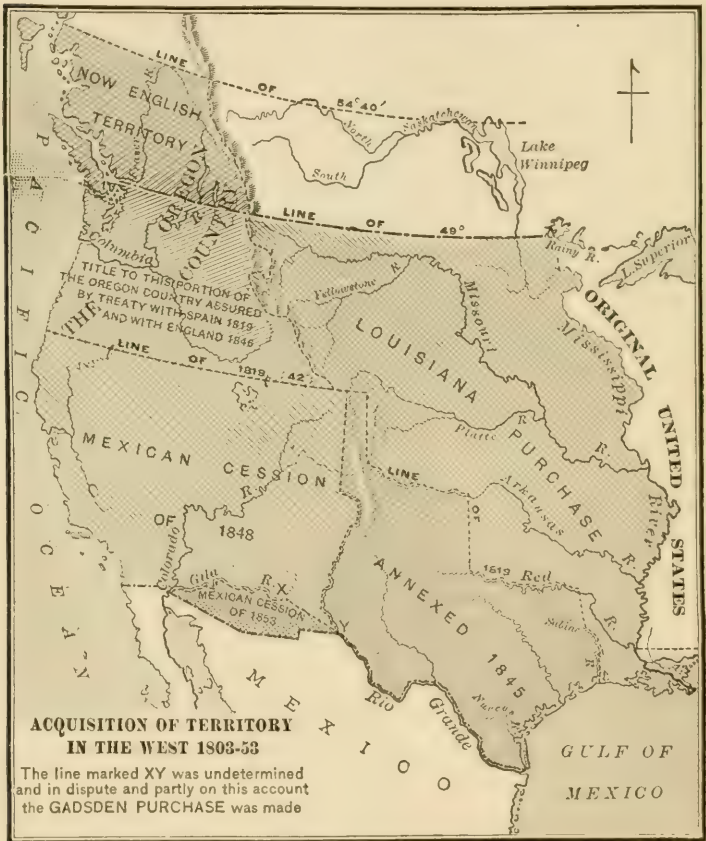 LINE OF 54° 40'
NOW ENGLISH
TERRITORY
Fraser R.
THE OREGON COUNTRY
North
Saskatchewan
South
Lake
Winnipeg
LINE OF 49°
Rainy R.
L. Superior
PACIFIC OCEAN
Columbia R.
TITLE TO THIS PORTION OF
THE OREGON COUNTRY ASSURED
BY TREATY WITH SPAIN 1819
AND WITH ENGLAND 1846
Yellowstone R.
Missouri R.
LOUISIANA PURCHASE
Mississippi River
ORIGINAL UNITED STATES
LINE OF 1819 42°
Platte R.
MEXICAN CESSION
OF 1848
Colorado R.
LINE OF 1819
Arkansas R.
Red R.
Gila R.
X
MEXICAN CESSION
OF 1853
Y
ANNEXED 1845
Sabine R.
Nueces R.
Rio Grande
MEXICO
GULF OF
MEXICO
ACQUISITION OF TERRITORY
IN THE WEST 1803-53
The line marked XY was undetermined
and in dispute and partly on this account
the GADSDEN PURCHASE was made